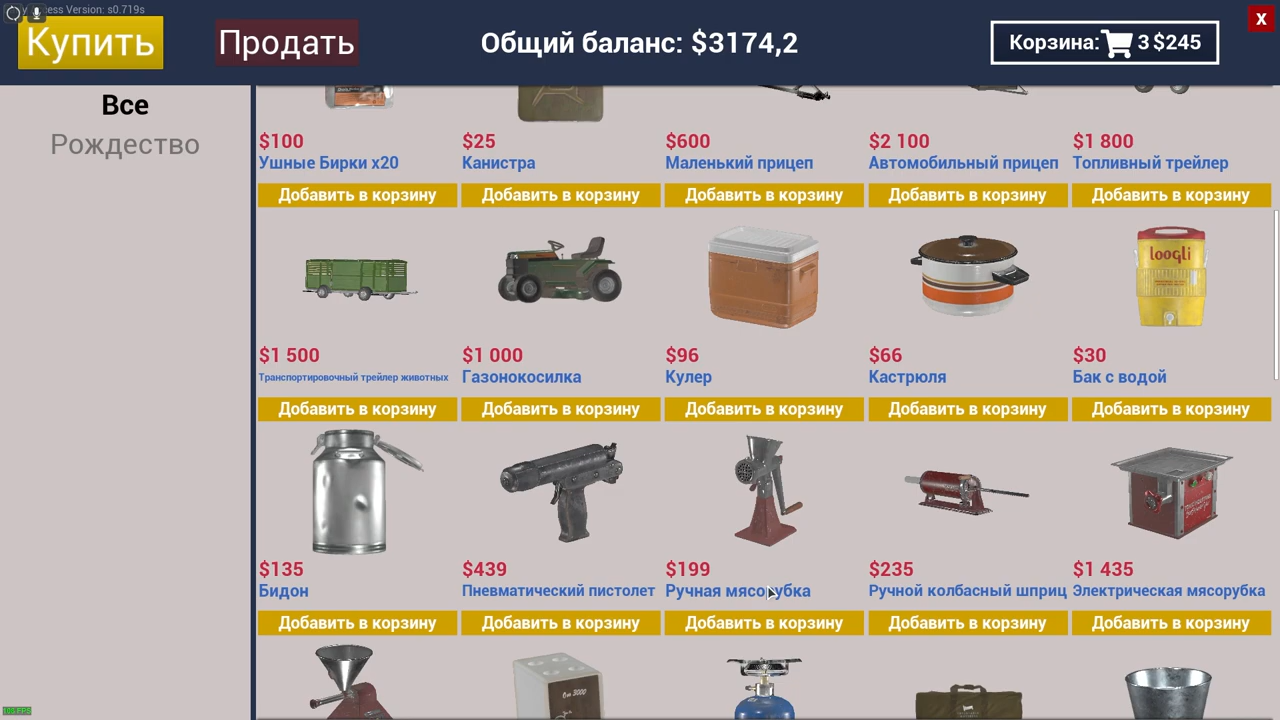 ess Version: s0.719s
Купить
Продать
Общий баланс: $3174,2
Корзина: 3 $245
X
Все
Рождество
$100
Ушные Бирки x20
Добавить в корзину
$25
Канистра
Добавить в корзину
$600
Маленький прицеп
Добавить в корзину
$2 100
Автомобильный прицеп
Добавить в корзину
$1 800
Топливный трейлер
Добавить в корзину
loogli
$1 500
Транспортировочный трейлер животных
Добавить в корзину
$1 000
Газонокосилка
Добавить в корзину
$96
Кулер
Добавить в корзину
$66
Кастрюля
Добавить в корзину
$30
Бак с водой
Добавить в корзину
$135
Бидон
Добавить в корзину
$439
Пневматический пистолет
Добавить в корзину
$199
Ручная мясорубка
Добавить в корзину
$235
Ручной колбасный шприц
Добавить в корзину
$1 435
Электрическая мясорубка
Добавить в корзину